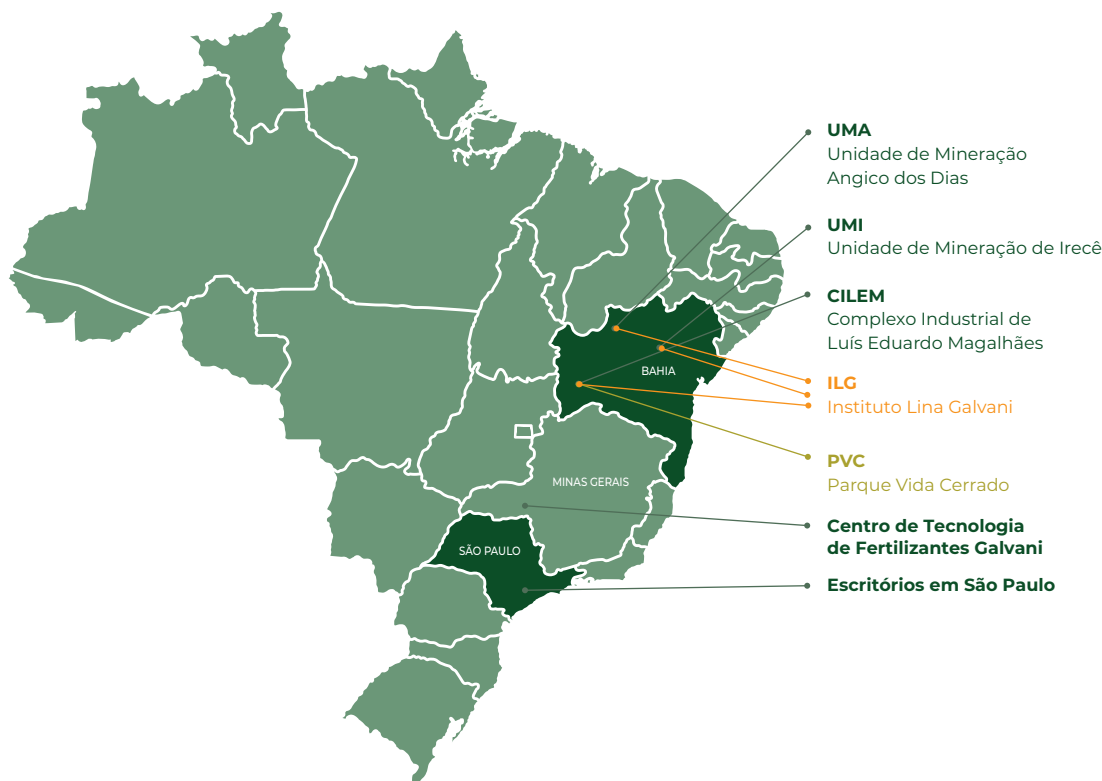 UMA
Unidade de Mineração
Angico dos Dias
UMI
Unidade de Mineração de Irecê
CILEM
Complexo Industrial de
Luís Eduardo Magalhães
BAHIA
ILG
Instituto Lina Galvani
PVC
Parque Vida Cerrado
MINAS GERAIS
Centro de Tecnologia
de Fertilizantes Galvani
SÃO PAULO
Escritórios em São Paulo